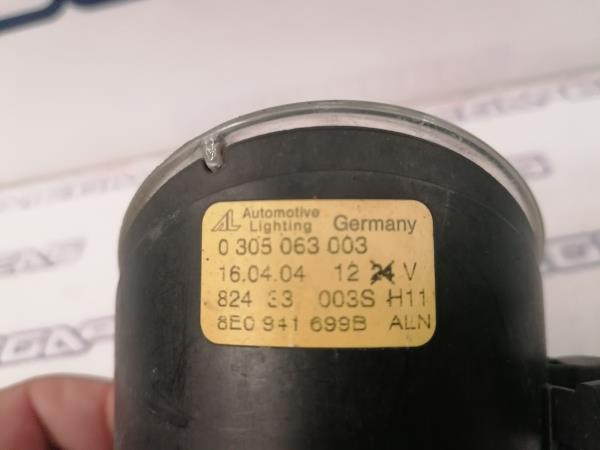 AL Automotive Lighting Germany
0 305 063 003
16.04.04 12 24 V
824 33 003S H11
8E0 941 699B ALN